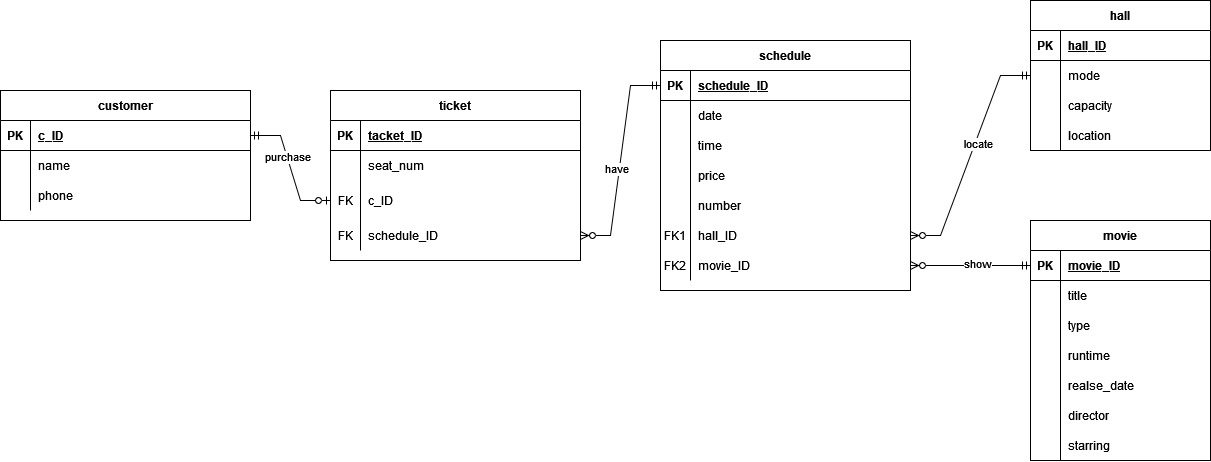 customer
PK c_ID
name
phone
purchase
ticket
PK tacket_ID
seat_num
FK c_ID
FK schedule_ID
have
schedule
PK schedule_ID
date
time
price
number
FK1 hall_ID
FK2 movie_ID
locate
show
hall
PK hall_ID
mode
capacity
location
movie
PK movie_ID
title
type
runtime
realse_date
director
starring